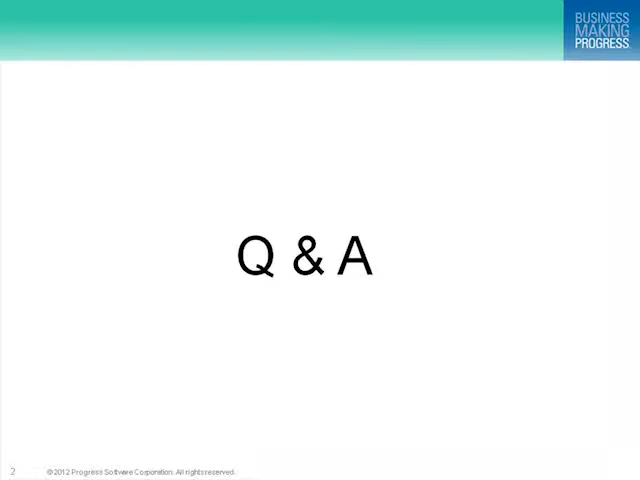 BUSINESS
MAKING
PROGRESS
Q & A
2 © 2012 Progress Software Corporation. All rights reserved.